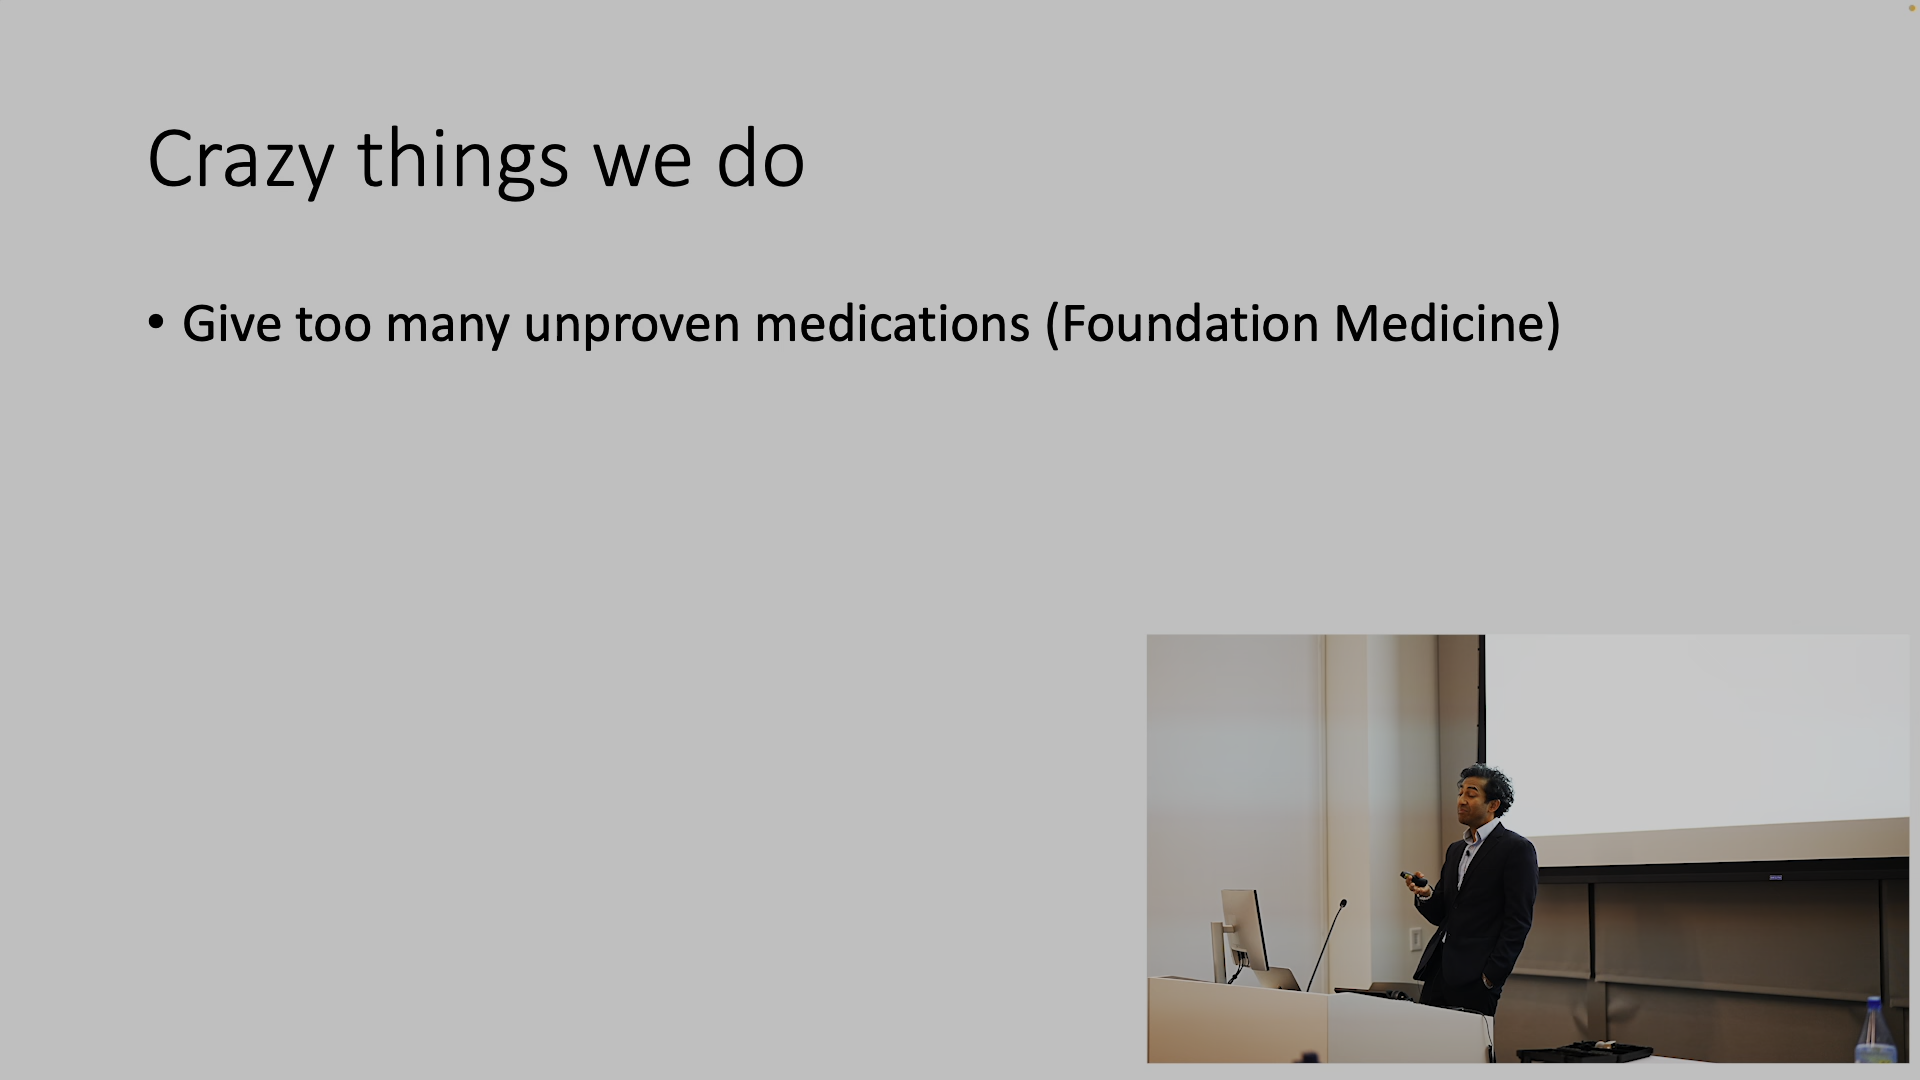 Crazy things we do
• Give too many unproven medications (Foundation Medicine)